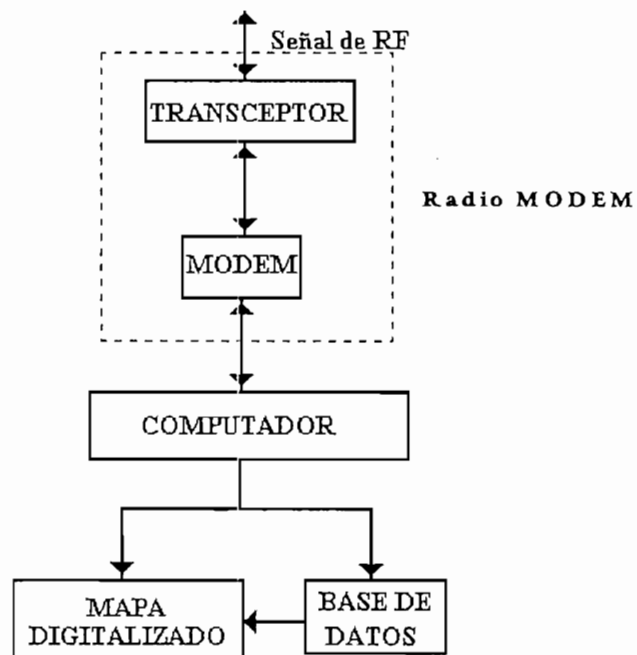 Señal de RF
TRANSCEPTOR
Radio MODEM
MODEM
COMPUTADOR
MAPA
DIGITALIZADO
BASE DE
DATOS